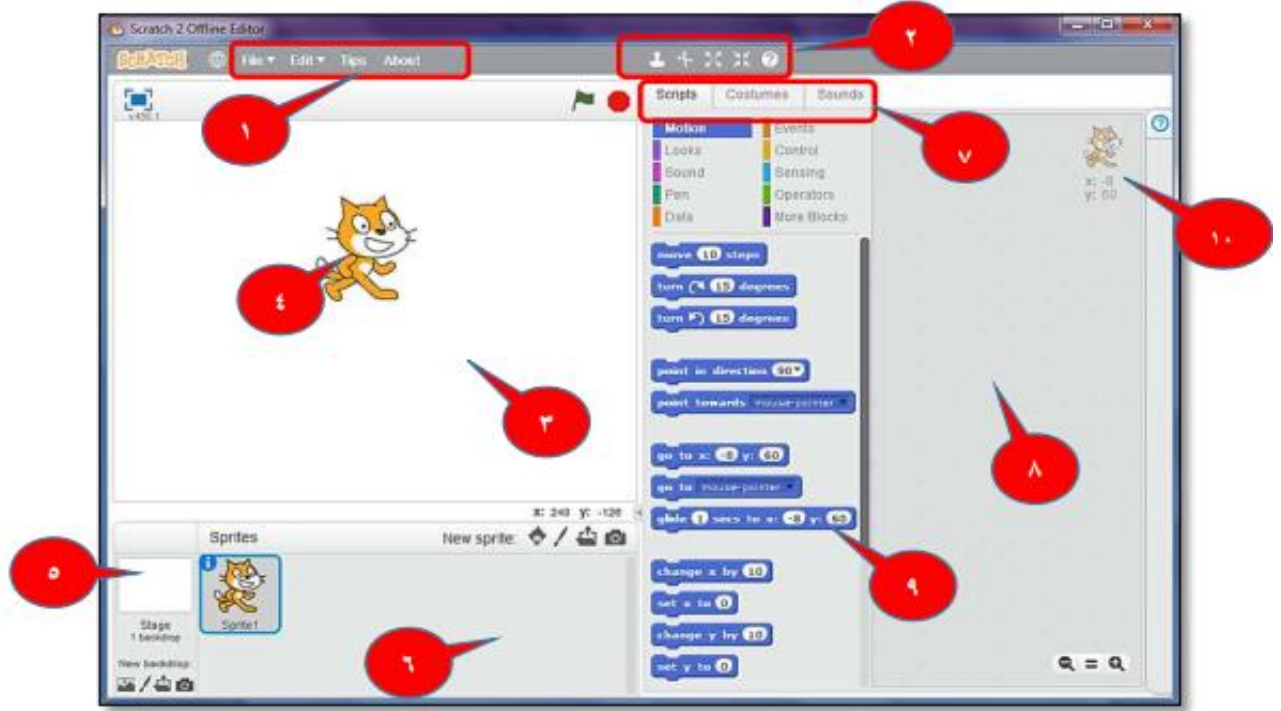 Scratch 2 Offline Editor
SCRATCH File Edit Tips About
v456.1
Scripts Costumes Sounds
Motion Events
Looks Control
Sound Sensing
Pen Operators
Data More Blocks
x: -8
y: 60
move 10 steps
turn 15 degrees
turn 15 degrees
point in direction 90
point towards mouse-pointer
go to x: -8 y: 60
go to mouse-pointer
glide 1 secs to x: -8 y: 60
change x by 10
set x to 0
change y by 10
set y to 0
x: 240 y: -126
Sprites New sprite:
Sprite1
Stage
1 backdrop
New backdrop:
١
٢
٣
٤
٥
٦
٧
٨
٩
١٠